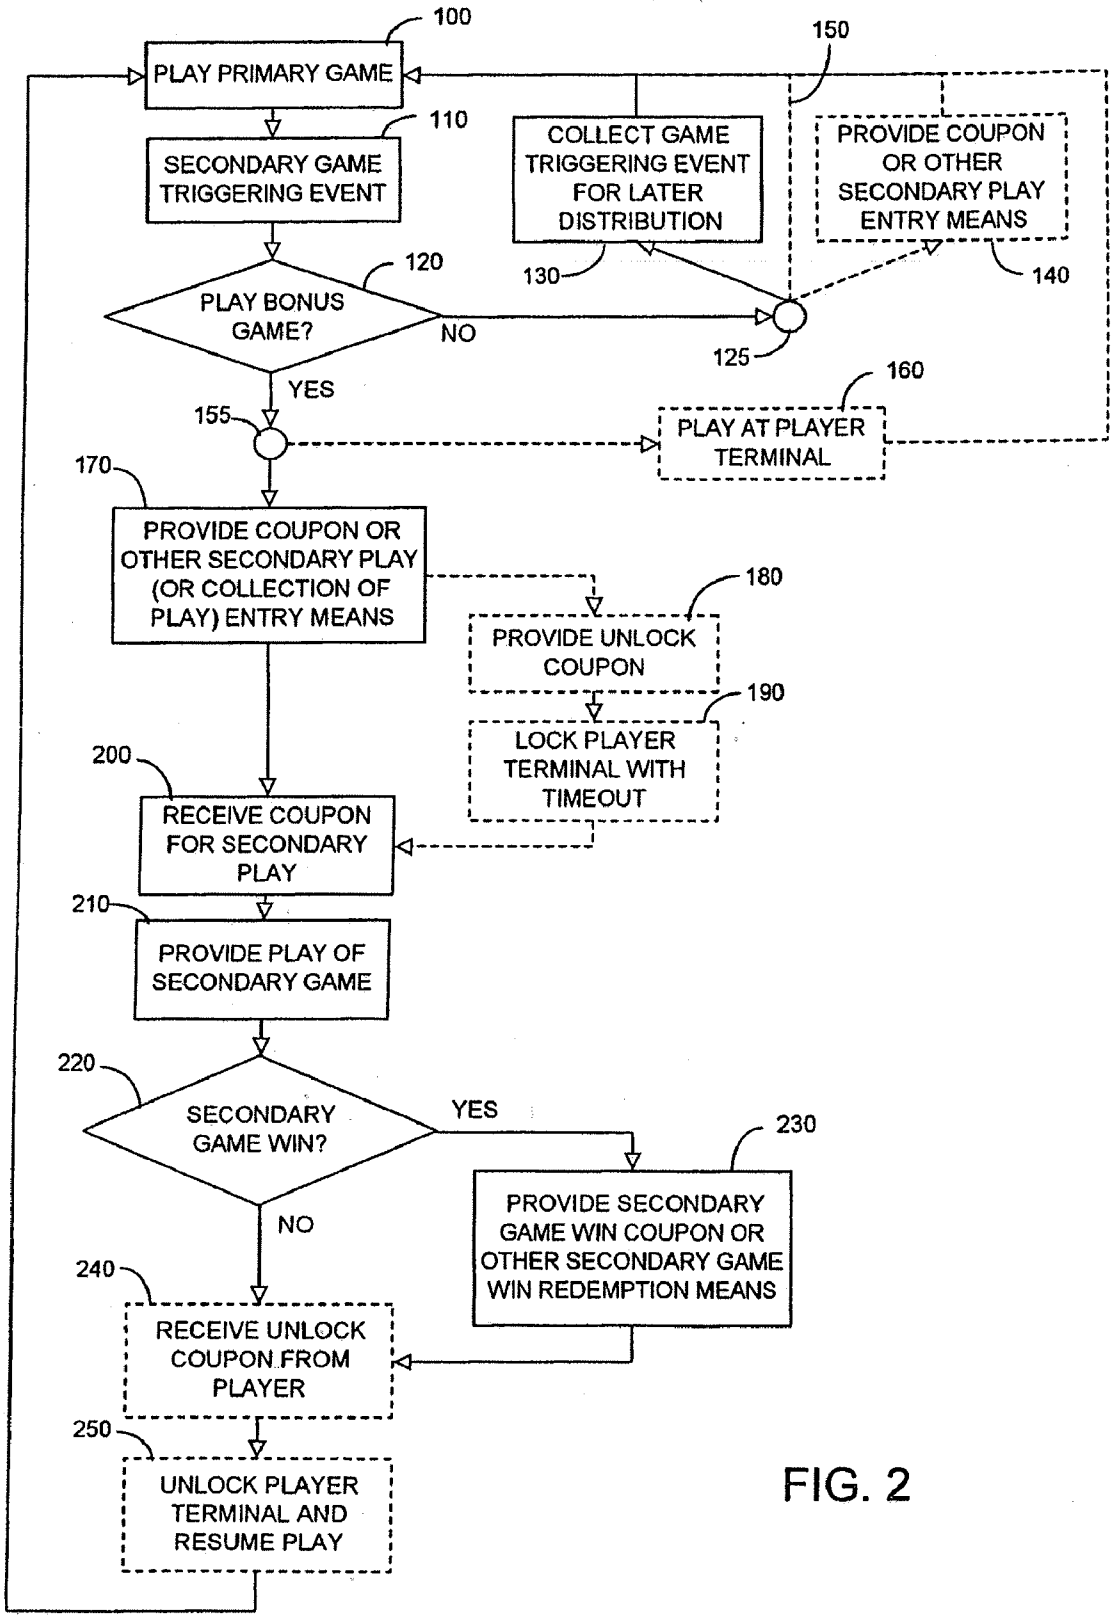 100
150
PLAY PRIMARY GAME
110
SECONDARY GAME
TRIGGERING EVENT
COLLECT GAME
TRIGGERING EVENT
FOR LATER
DISTRIBUTION
PROVIDE COUPON
OR OTHER
SECONDARY PLAY
ENTRY MEANS
120
130
140
PLAY BONUS
GAME?
NO
125
YES
160
155
PLAY AT PLAYER
TERMINAL
170
PROVIDE COUPON OR
OTHER SECONDARY PLAY
(OR COLLECTION OF
PLAY) ENTRY MEANS
180
PROVIDE UNLOCK
COUPON
190
LOCK PLAYER
TERMINAL WITH
TIMEOUT
200
RECEIVE COUPON
FOR SECONDARY
PLAY
210
PROVIDE PLAY OF
SECONDARY GAME
220
SECONDARY
GAME WIN?
YES
230
PROVIDE SECONDARY
GAME WIN COUPON OR
OTHER SECONDARY GAME
WIN REDEMPTION MEANS
NO
240
RECEIVE UNLOCK
COUPON FROM
PLAYER
250
UNLOCK PLAYER
TERMINAL AND
RESUME PLAY
FIG. 2